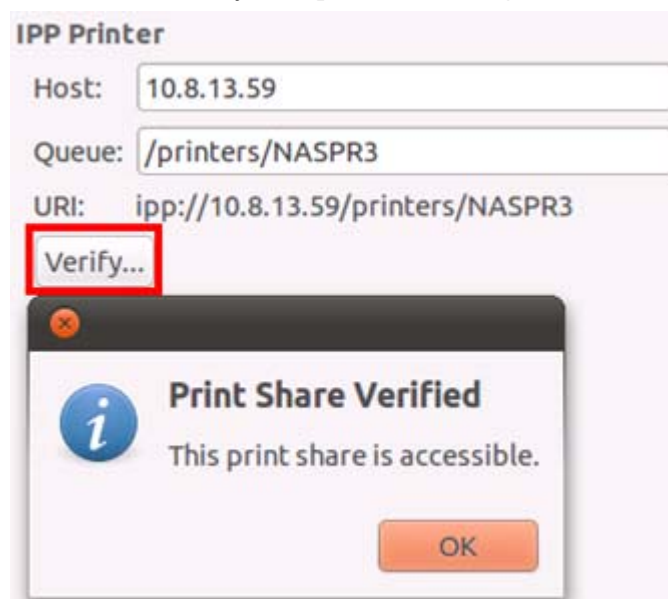 IPP Printer
Host: 10.8.13.59
Queue: /printers/NASPR3
URI: ipp://10.8.13.59/printers/NASPR3
Verify...
Print Share Verified
This print share is accessible.
OK